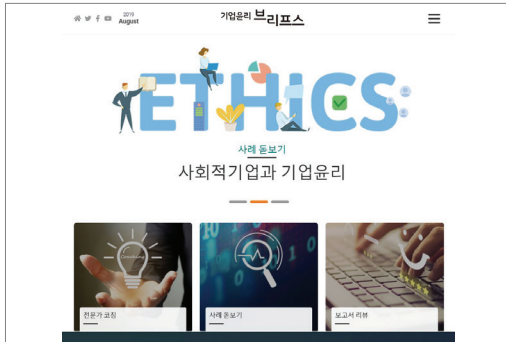 2019
August
기업윤리 브리프스
ETHICS
사례 돋보기
사회적기업과 기업윤리
Coaching
전문가 코칭
사례 돋보기
보고서 리뷰